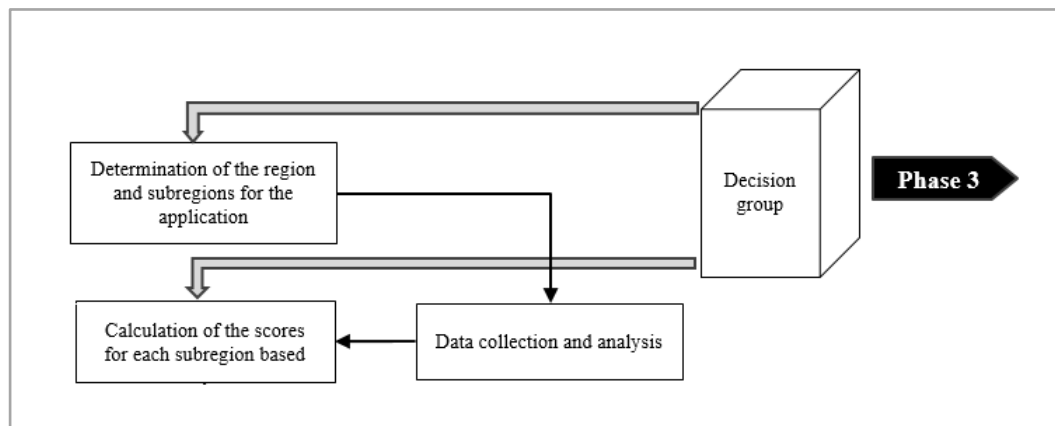 Determination of the region
and subregions for the
application
Decision
group
Phase 3
Calculation of the scores
for each subregion based
Data collection and analysis